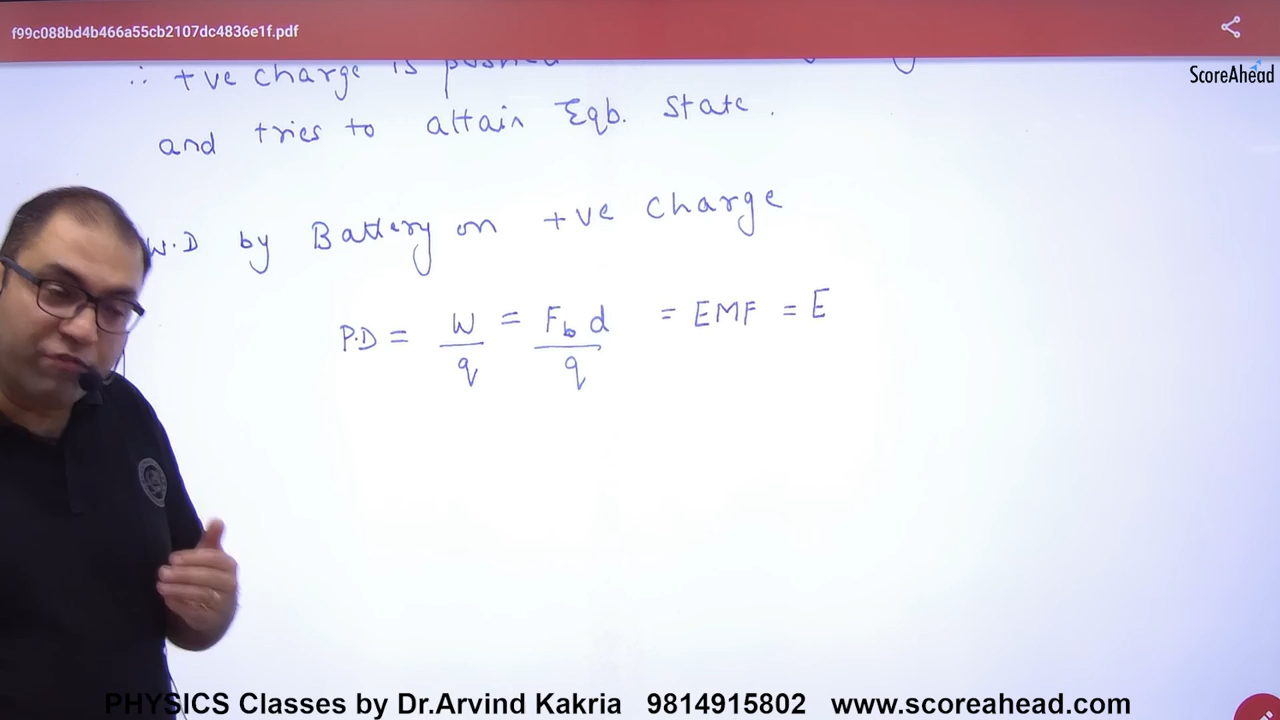 f99c088bd4b466a55cb2107dc4836e1f.pdf
ScoreAhead
∴ +ve charge is pushed
and tries to attain Eqb. state.
W.D by Battery on +ve charge
P.D = W/q = F_b d/q = EMF = E
PHYSICS Classes by Dr.Arvind Kakria 9814915802 www.scoreahead.com